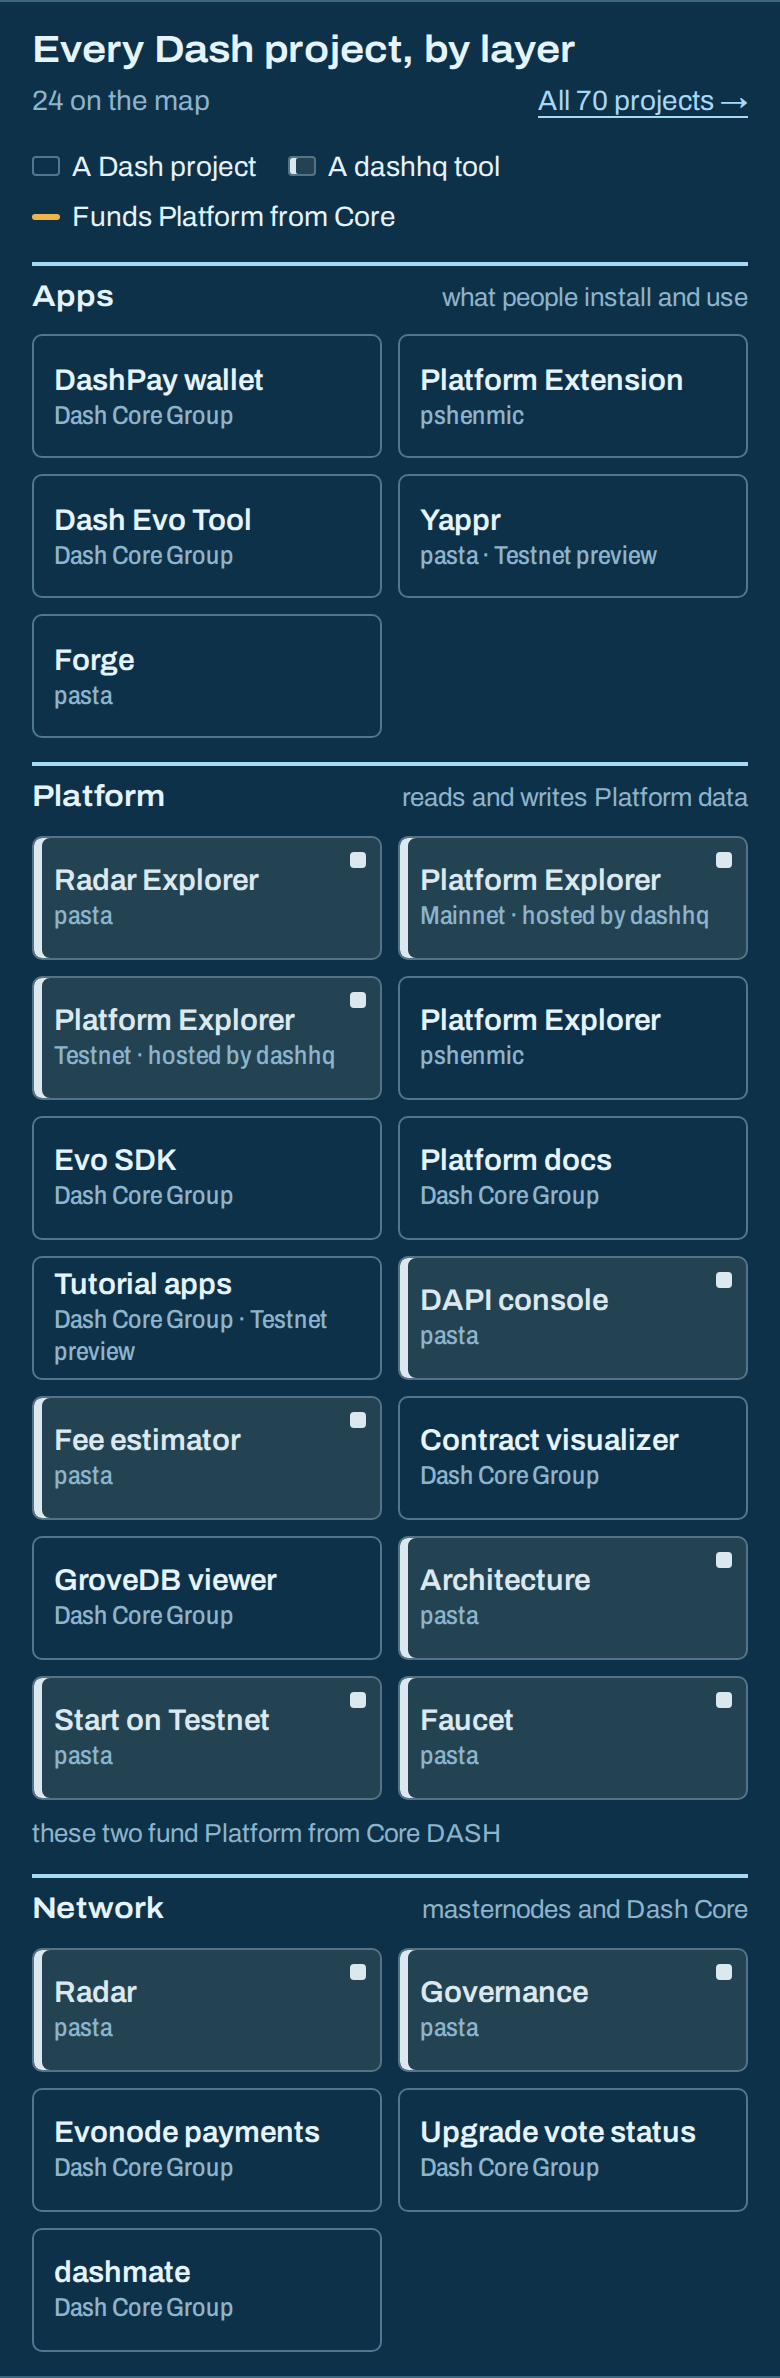 Every Dash project, by layer
24 on the map
All 70 projects →
A Dash project
A dashhq tool
Funds Platform from Core
Apps
what people install and use
DashPay wallet
Dash Core Group
Platform Extension
pshenmic
Dash Evo Tool
Dash Core Group
Yappr
pasta · Testnet preview
Forge
pasta
Platform
reads and writes Platform data
Radar Explorer
pasta
Platform Explorer
Mainnet · hosted by dashhq
Platform Explorer
Testnet · hosted by dashhq
Platform Explorer
pshenmic
Evo SDK
Dash Core Group
Platform docs
Dash Core Group
Tutorial apps
Dash Core Group · Testnet
preview
DAPI console
pasta
Fee estimator
pasta
Contract visualizer
Dash Core Group
GroveDB viewer
Dash Core Group
Architecture
pasta
Start on Testnet
pasta
Faucet
pasta
these two fund Platform from Core DASH
Network
masternodes and Dash Core
Radar
pasta
Governance
pasta
Evonode payments
Dash Core Group
Upgrade vote status
Dash Core Group
dashmate
Dash Core Group